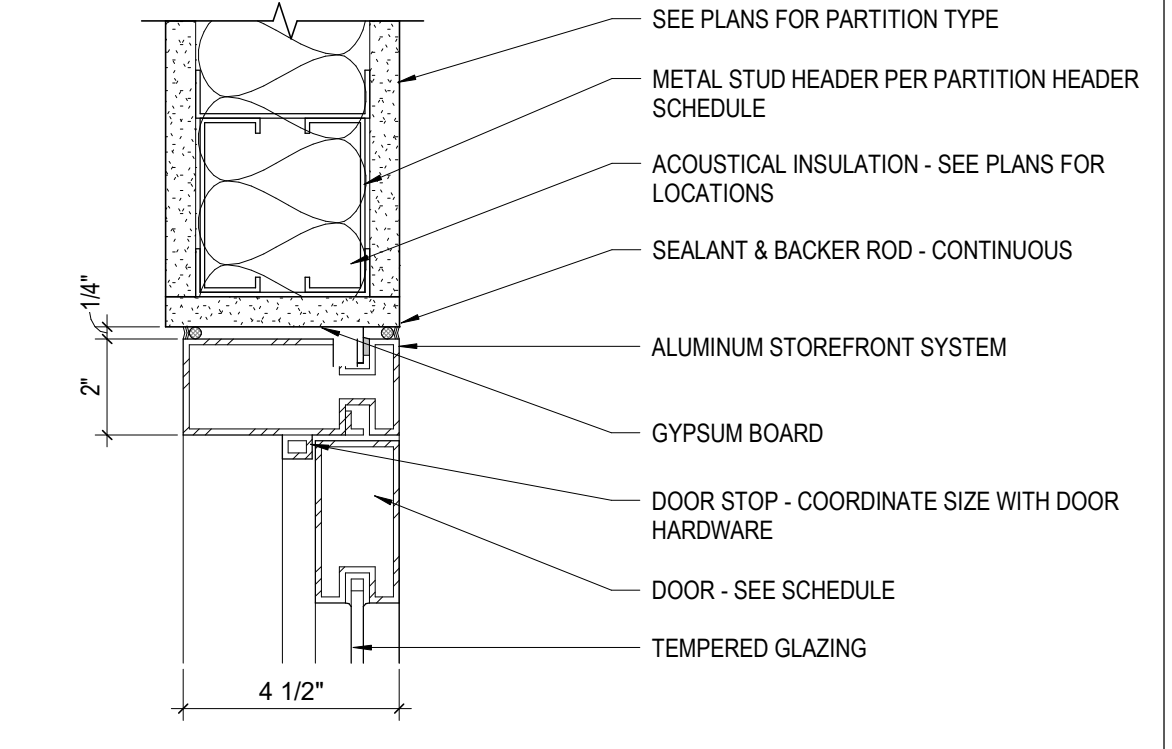 SEE PLANS FOR PARTITION TYPE
METAL STUD HEADER PER PARTITION HEADER
SCHEDULE
ACOUSTICAL INSULATION - SEE PLANS FOR
LOCATIONS
SEALANT & BACKER ROD - CONTINUOUS
1/4"
ALUMINUM STOREFRONT SYSTEM
2"
GYPSUM BOARD
DOOR STOP - COORDINATE SIZE WITH DOOR
HARDWARE
DOOR - SEE SCHEDULE
TEMPERED GLAZING
4 1/2"